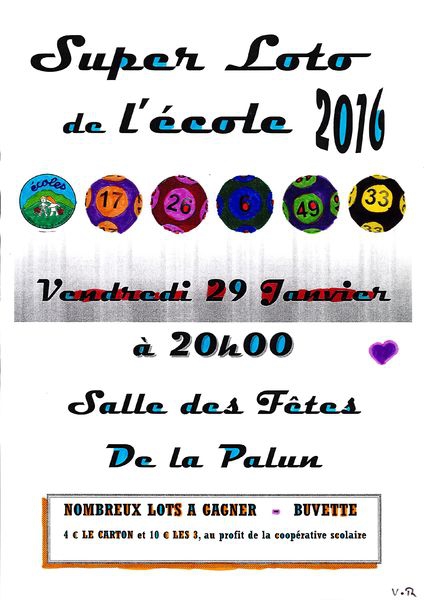 Super Loto
de l'école 2016
écoles 17 26 6 49 33
Vendredi 29 Janvier
à 20h00
Salle des Fêtes
De la Palun
NOMBREUX LOTS A GAGNER - BUVETTE
4 € LE CARTON et 10 € LES 3, au profit de la coopérative scolaire
V.R